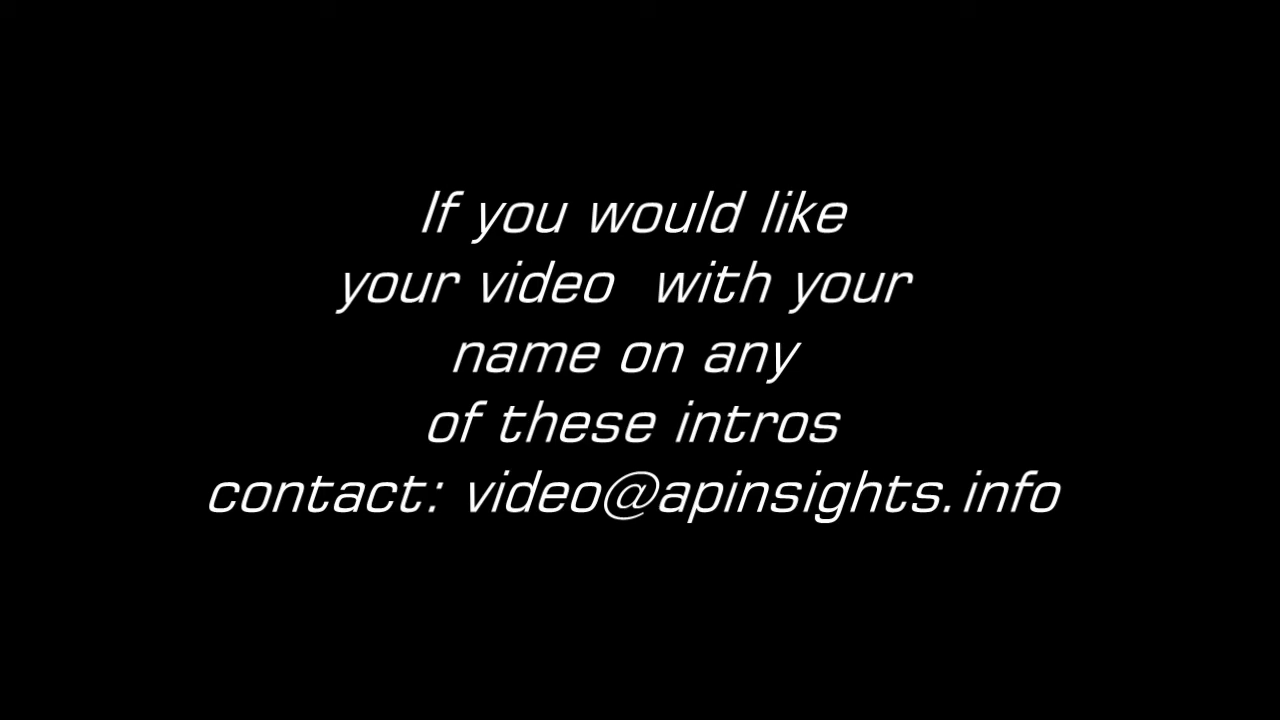 If you would like
your video  with your
name on any
of these intros
contact: video@apinsights.info